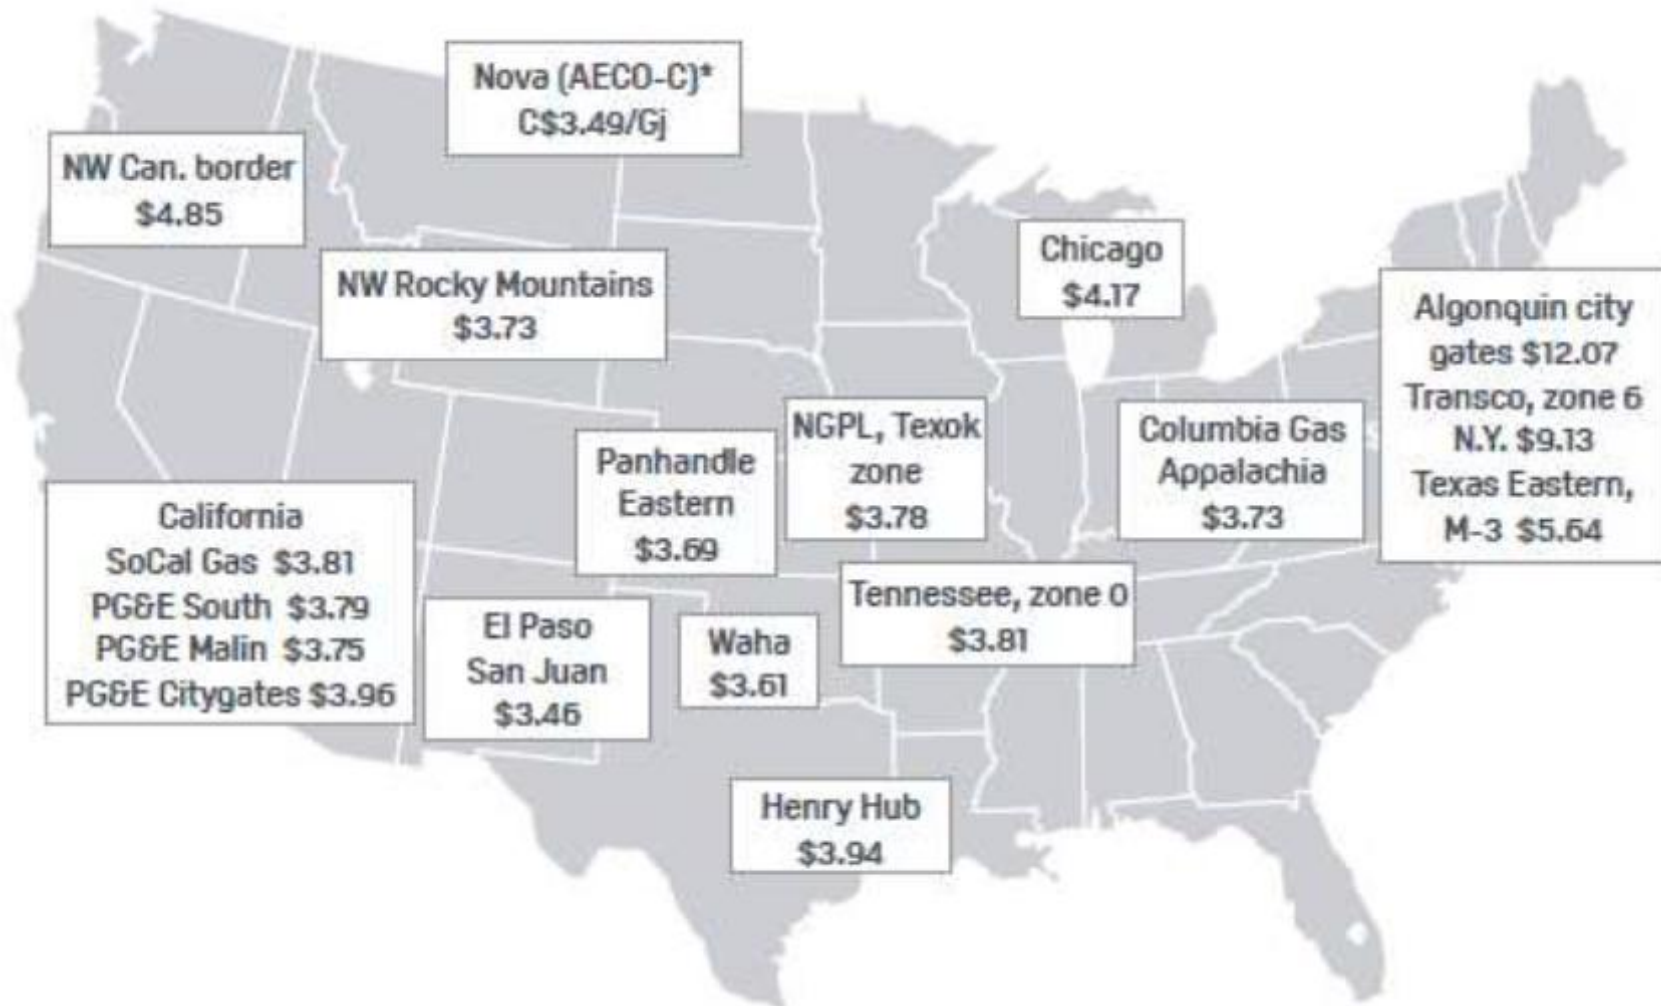 Nova (AECO-C)*
C$3.49/Gj
NW Can. border
$4.85
NW Rocky Mountains
$3.73
Chicago
$4.17
Algonquin city
gates $12.07
Transco, zone 6
N.Y. $9.13
Texas Eastern,
M-3 $5.64
NGPL, Texok
zone
$3.78
Columbia Gas
Appalachia
$3.73
Panhandle
Eastern
$3.69
California
SoCal Gas $3.81
PG&E South $3.79
PG&E Malin $3.75
PG&E Citygates $3.96
El Paso
San Juan
$3.46
Waha
$3.61
Tennessee, zone 0
$3.81
Henry Hub
$3.94